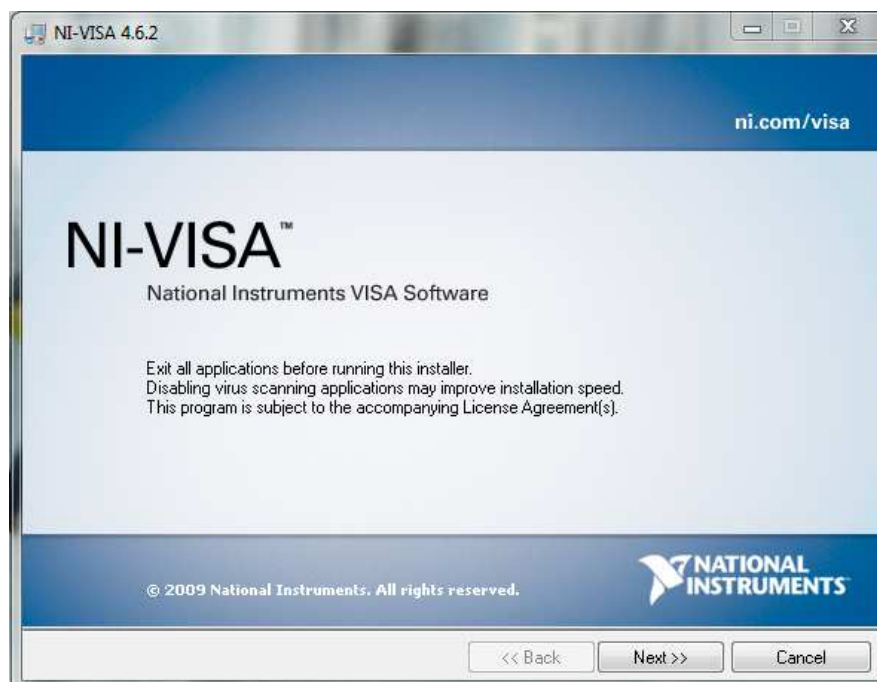 NI-VISA 4.6.2
ni.com/visa
NI-VISA™
National Instruments VISA Software
Exit all applications before running this installer.
Disabling virus scanning applications may improve installation speed.
This program is subject to the accompanying License Agreement(s).
© 2009 National Instruments. All rights reserved.
NATIONAL
INSTRUMENTS
<< Back Next >> Cancel